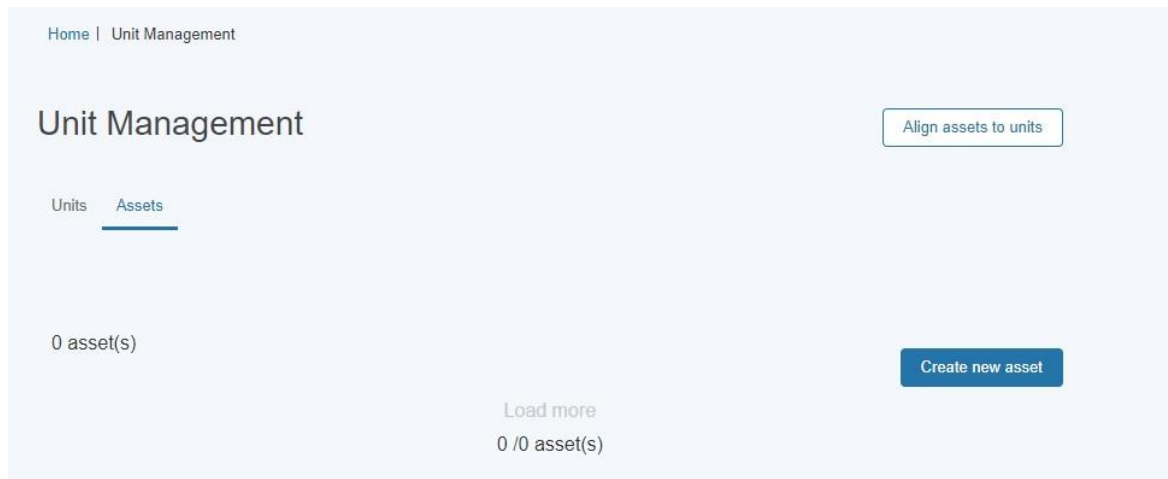 Home | Unit Management
Unit Management
Align assets to units
Units Assets
0 asset(s)
Create new asset
Load more
0 /0 asset(s)